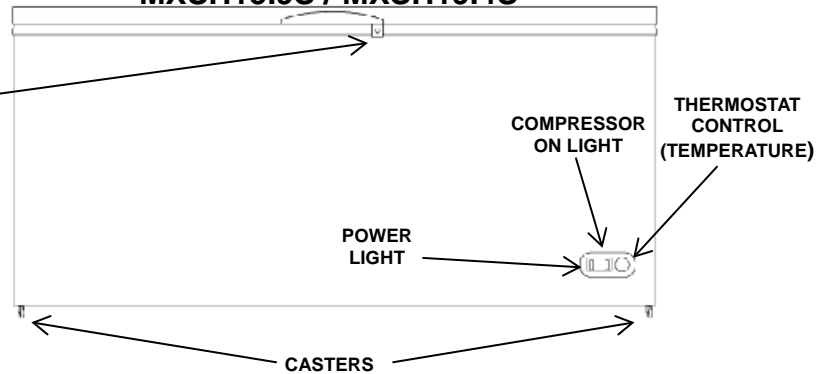 COMPRESSOR
ON LIGHT
THERMOSTAT
CONTROL
(TEMPERATURE)
POWER
LIGHT
CASTERS